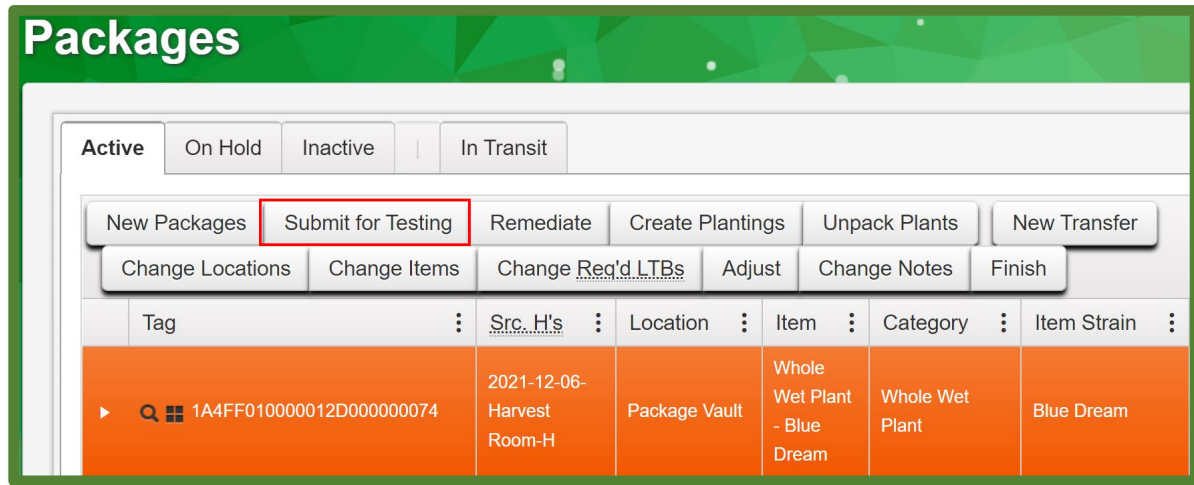 Packages
Active On Hold Inactive | In Transit
New Packages Submit for Testing Remediate Create Plantings Unpack Plants New Transfer
Change Locations Change Items Change Req'd LTBs Adjust Change Notes Finish
Tag Src. H's Location Item Category Item Strain
1A4FF010000012D000000074
2021-12-06-
Harvest
Room-H
Package Vault
Whole
Wet Plant
- Blue
Dream
Whole Wet
Plant
Blue Dream